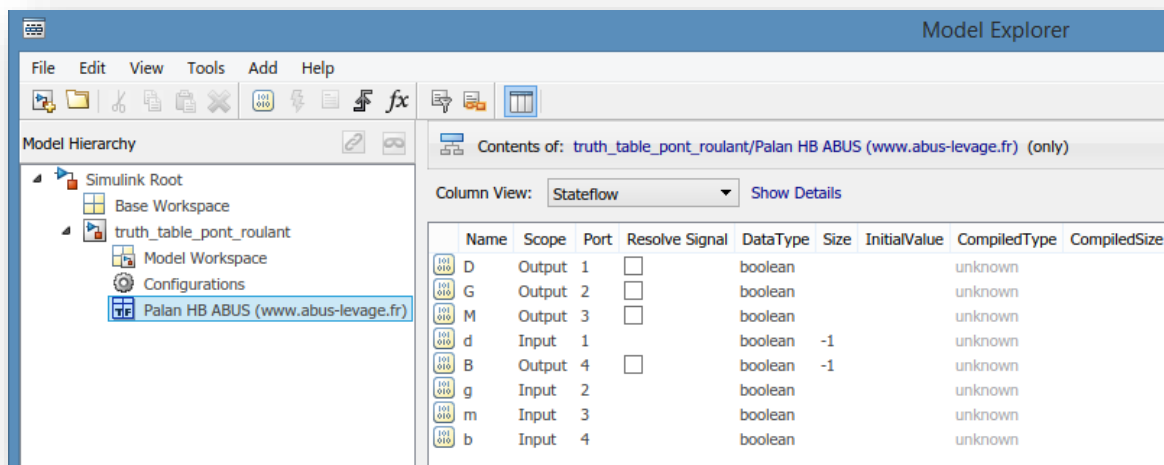 Model Explorer
File Edit View Tools Add Help
fx
Model Hierarchy
Contents of: truth_table_pont_roulant/Palan HB ABUS (www.abus-levage.fr) (only)
Simulink Root
Base Workspace
truth_table_pont_roulant
Model Workspace
Configurations
TF Palan HB ABUS (www.abus-levage.fr)
Column View: Stateflow Show Details
Name Scope Port Resolve Signal DataType Size InitialValue CompiledType CompiledSize
D Output 1 boolean unknown
G Output 2 boolean unknown
M Output 3 boolean unknown
d Input 1 boolean -1 unknown
B Output 4 boolean -1 unknown
g Input 2 boolean unknown
m Input 3 boolean unknown
b Input 4 boolean unknown